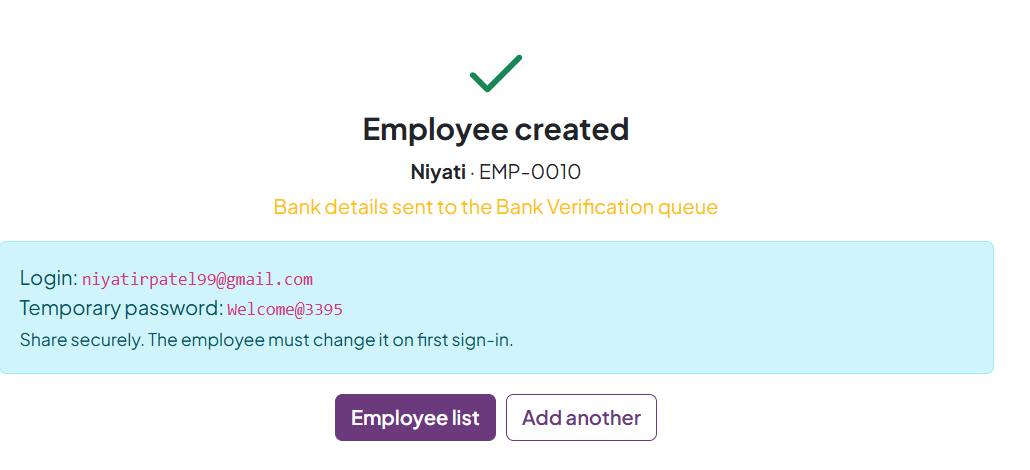 Employee created
Niyati · EMP-0010
Bank details sent to the Bank Verification queue
Login: niyatirpatel99@gmail.com
Temporary password: Welcome@3395
Share securely. The employee must change it on first sign-in.
Employee list Add another